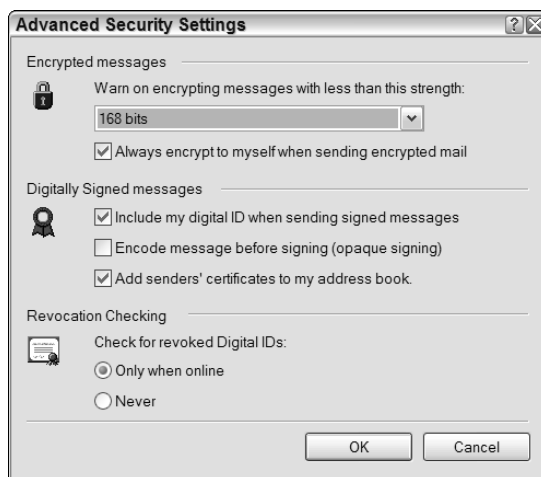 Advanced Security Settings
Encrypted messages
Warn on encrypting messages with less than this strength:
168 bits
Always encrypt to myself when sending encrypted mail
Digitally Signed messages
Include my digital ID when sending signed messages
Encode message before signing (opaque signing)
Add senders' certificates to my address book.
Revocation Checking
Check for revoked Digital IDs:
Only when online
Never
OK Cancel